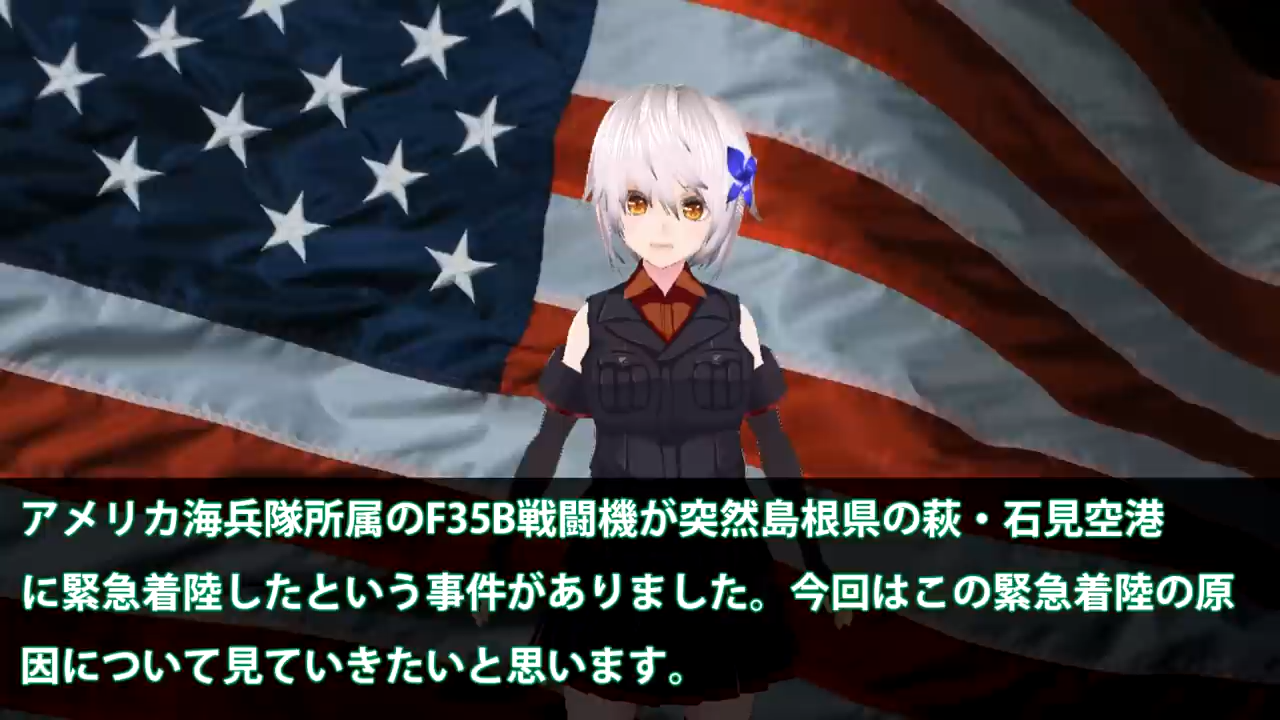 アメリカ海兵隊所属のF35B戦闘機が突然島根県の萩・石見空港
に緊急着陸したという事件がありました。今回はこの緊急着陸の原
因について見ていきたいと思います。